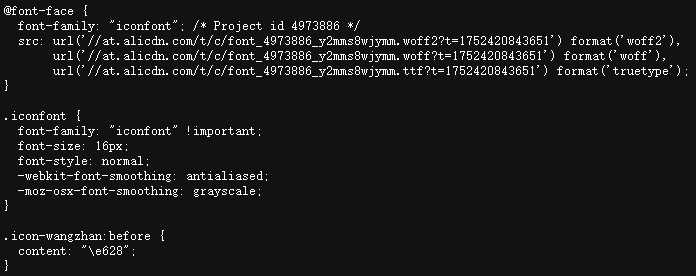 @font-face {
  font-family: "iconfont"; /* Project id 4973886 */
  src: url('//at.alicdn.com/t/c/font_4973886_y2mms8wjymm.woff2?t=1752420843651') format('woff2'),
       url('//at.alicdn.com/t/c/font_4973886_y2mms8wjymm.woff?t=1752420843651') format('woff'),
       url('//at.alicdn.com/t/c/font_4973886_y2mms8wjymm.ttf?t=1752420843651') format('truetype');
}

.iconfont {
  font-family: "iconfont" !important;
  font-size: 16px;
  font-style: normal;
  -webkit-font-smoothing: antialiased;
  -moz-osx-font-smoothing: grayscale;
}

.icon-wangzhan:before {
  content: "\e628";
}